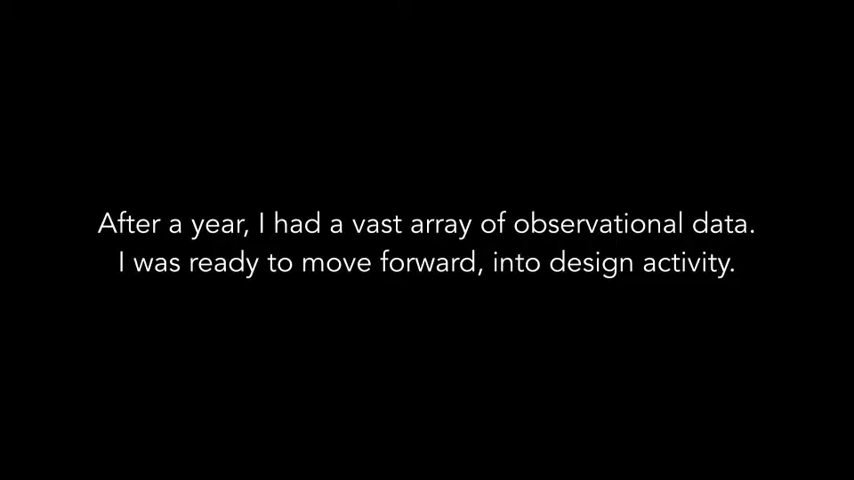 After a year, I had a vast array of observational data.
I was ready to move forward, into design activity.